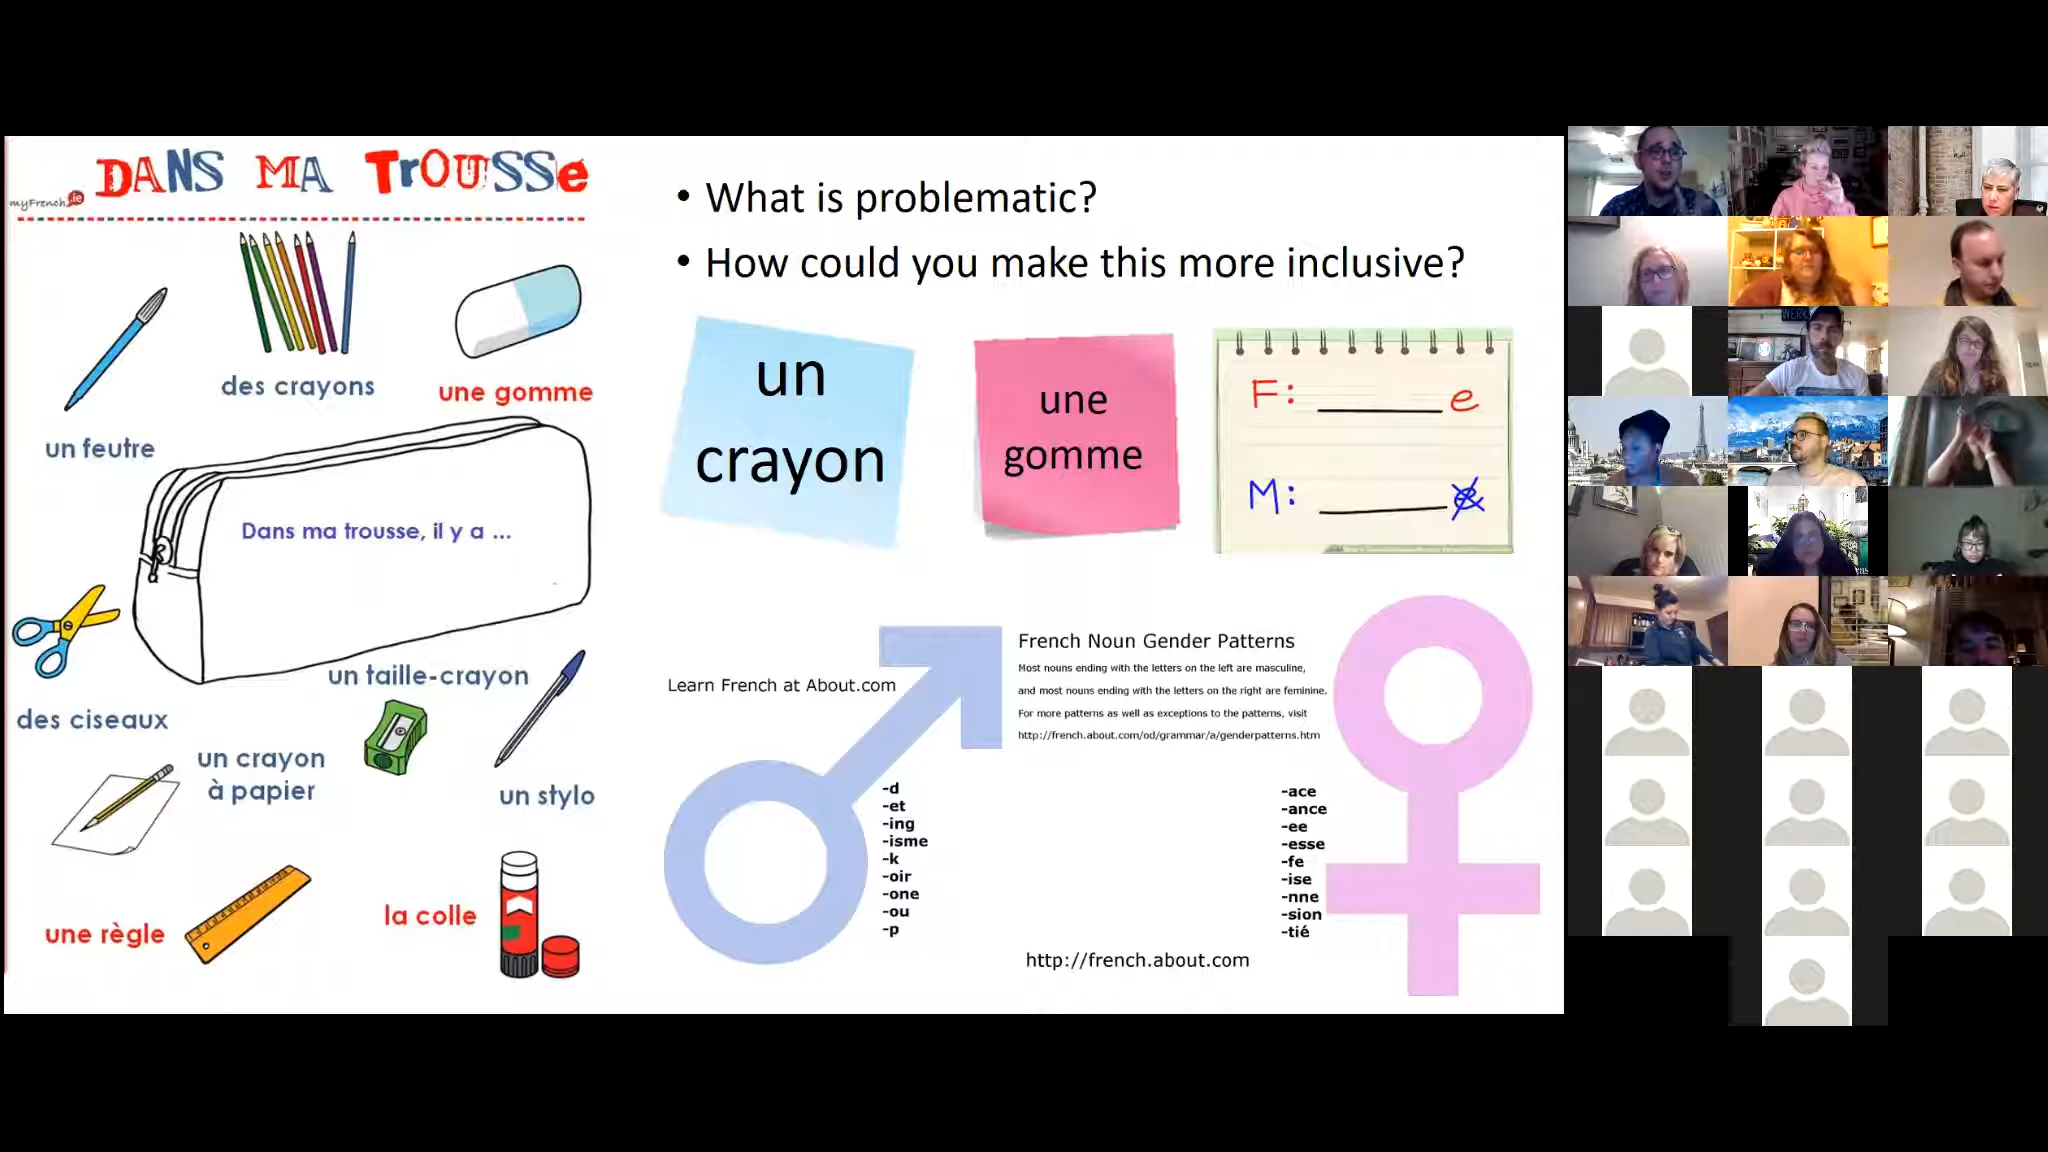 DANS MA TrOUSSe
myFrench.ie
des crayons
une gomme
un feutre
Dans ma trousse, il y a ...
un taille-crayon
des ciseaux
un crayon
à papier
un stylo
une règle
la colle
• What is problematic?
• How could you make this more inclusive?
un
crayon
une
gomme
F: ______ e
M: ______ e
Learn French at About.com
French Noun Gender Patterns
Most nouns ending with the letters on the left are masculine,
and most nouns ending with the letters on the right are feminine.
For more patterns as well as exceptions to the patterns, visit
http://french.about.com/od/grammar/a/genderpatterns.htm
-d
-et
-ing
-isme
-k
-oir
-one
-ou
-p
-ace
-ance
-ee
-esse
-fe
-ise
-nne
-sion
-tié
http://french.about.com